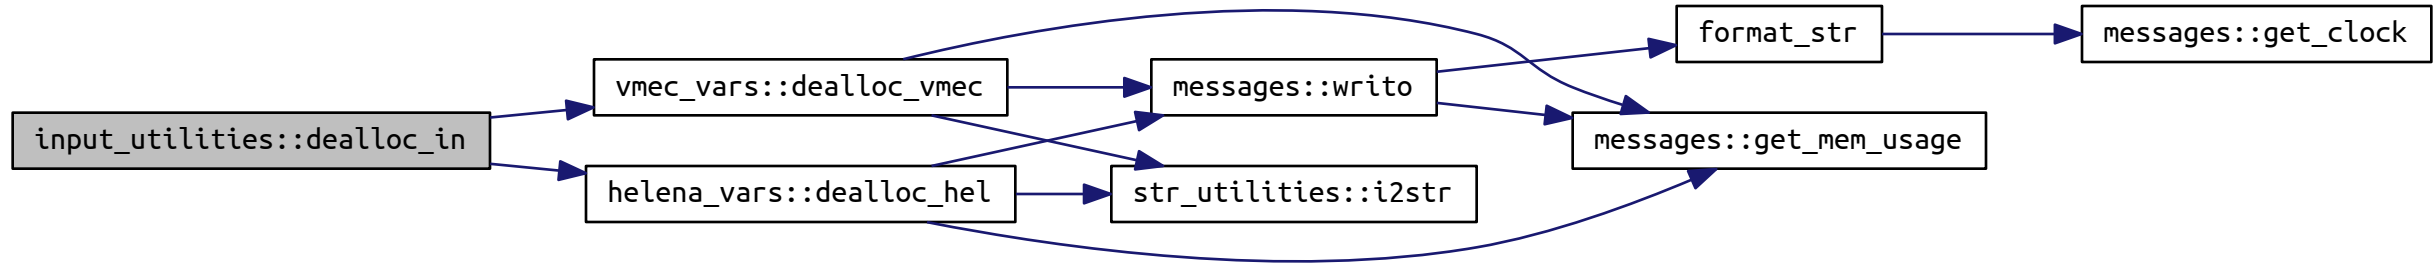 input_utilities::dealloc_in
vmec_vars::dealloc_vmec
helena_vars::dealloc_hel
messages::writo
str_utilities::i2str
format_str
messages::get_mem_usage
messages::get_clock